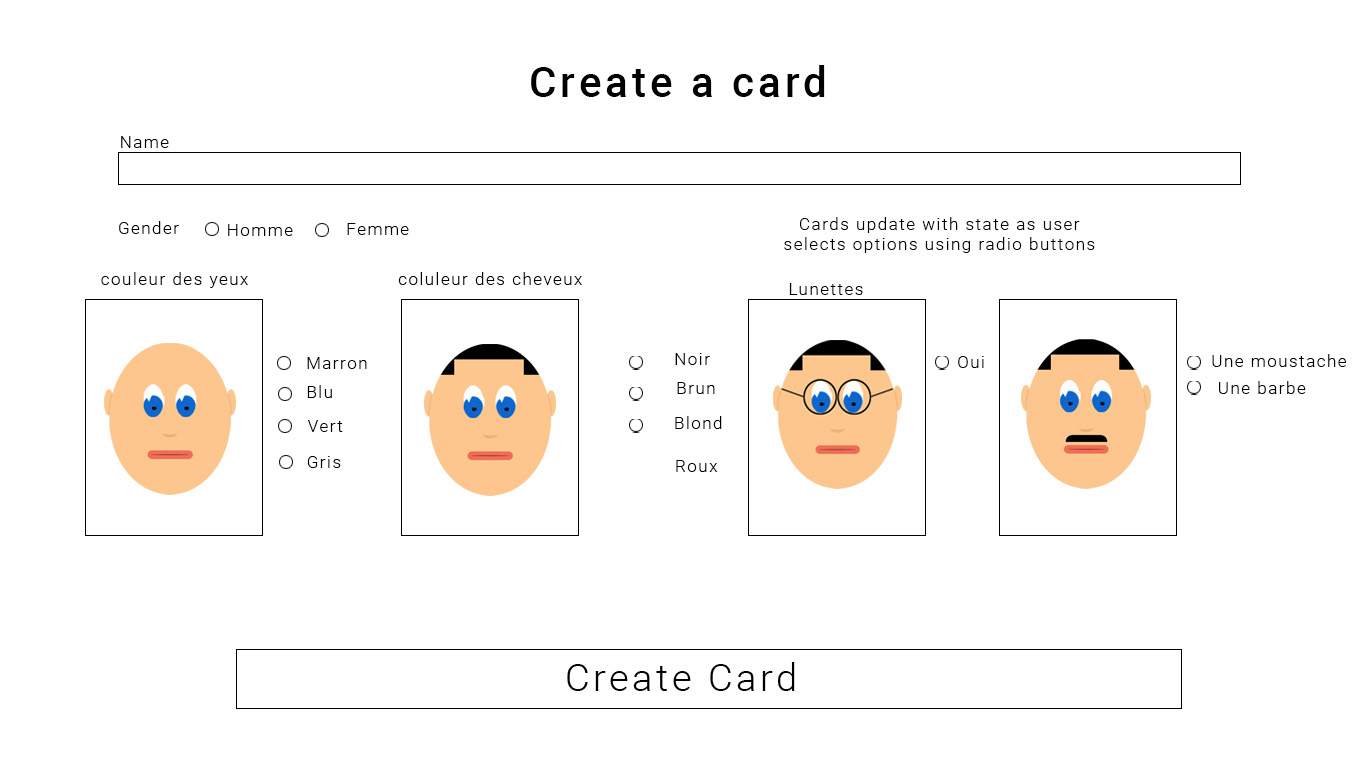 Create a card
Name
Gender
Homme
Femme
Cards update with state as user
selects options using radio buttons
couleur des yeux
coluleur des cheveux
Lunettes
Marron
Blu
Vert
Gris
Noir
Brun
Blond
Roux
Oui
Une moustache
Une barbe
Create Card